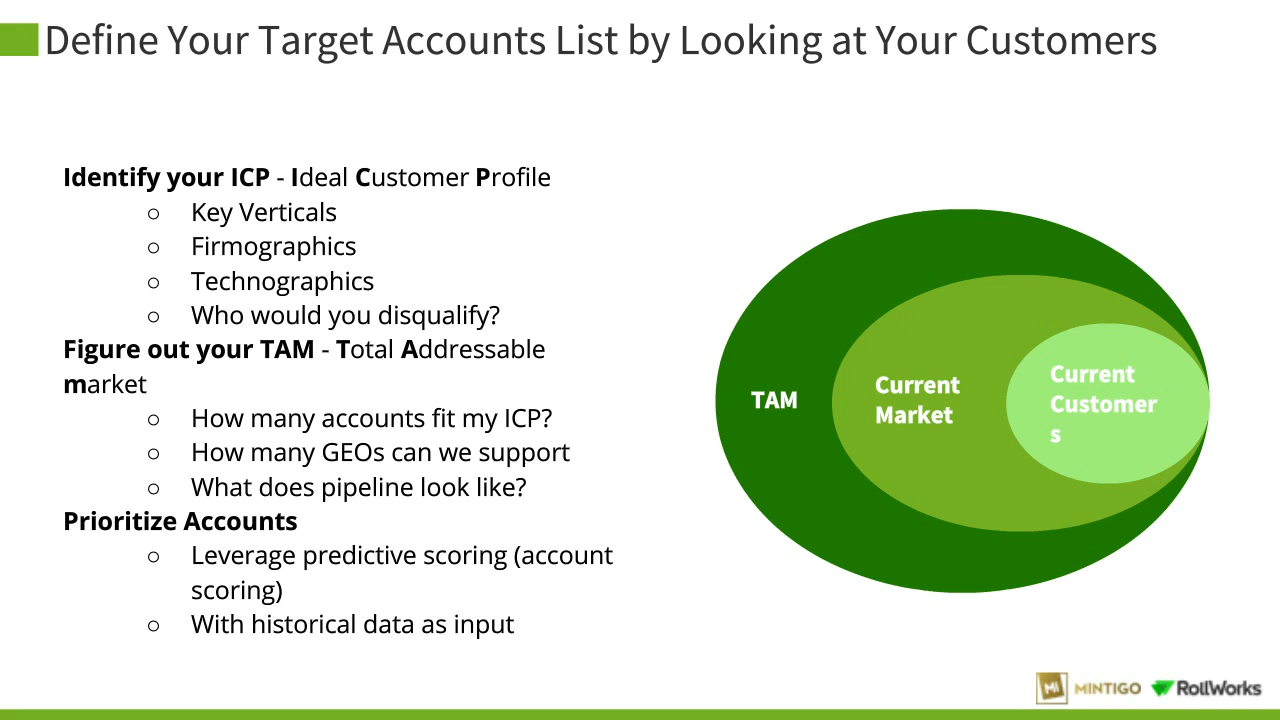 Define Your Target Accounts List by Looking at Your Customers
Identify your ICP - Ideal Customer Profile
○ Key Verticals
○ Firmographics
○ Technographics
○ Who would you disqualify?
Figure out your TAM - Total Addressable
market
○ How many accounts fit my ICP?
○ How many GEOs can we support
○ What does pipeline look like?
Prioritize Accounts
○ Leverage predictive scoring (account
scoring)
○ With historical data as input
TAM
Current
Market
Current
Customer
s
Mi MINTIGO RollWorks